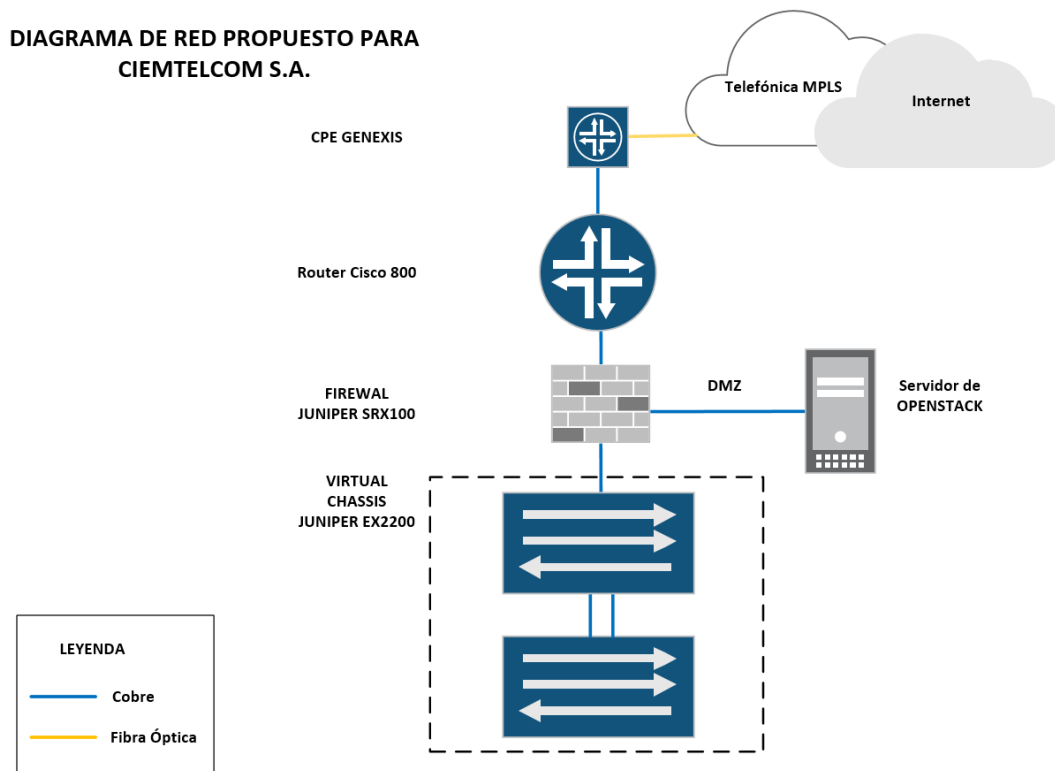 DIAGRAMA DE RED PROPUESTO PARA
CIEMTELCOM S.A.
Telefónica MPLS
Internet
CPE GENEXIS
Router Cisco 800
FIREWAL
JUNIPER SRX100
DMZ
Servidor de
OPENSTACK
VIRTUAL
CHASSIS
JUNIPER EX2200
LEYENDA
Cobre
Fibra Óptica